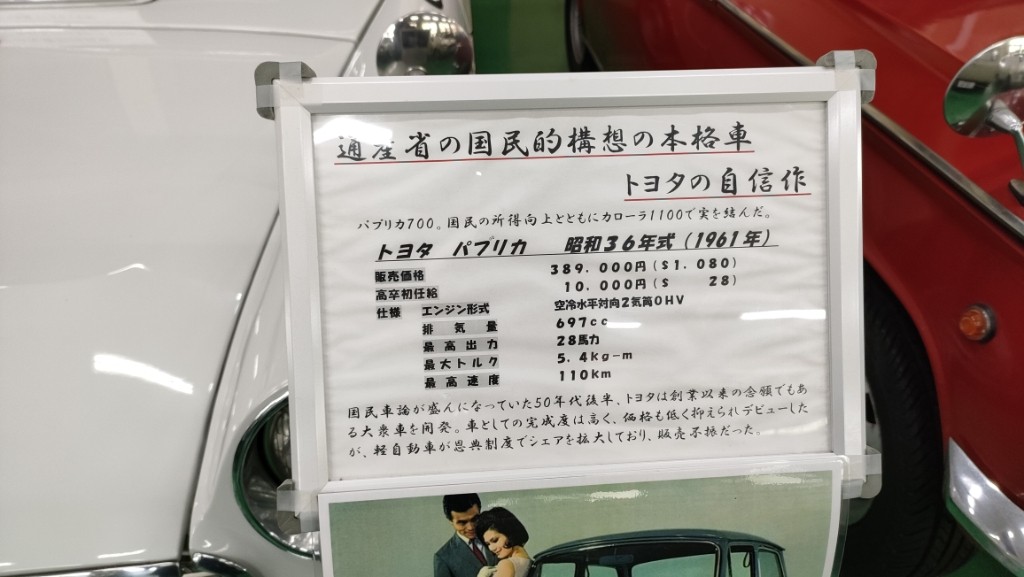 通産省の国民的構想の本格車
トヨタの自信作
パブリカ700。国民の所得向上とともにカローラ1100で実を結んだ。
トヨタ パブリカ 昭和36年式(1961年)
販売価格 389.000円($1.080)
高卒初任給 10.000円($ 28)
仕様 エンジン形式 空冷水平対向2気筒OHV
排気量 697cc
最高出力 28馬力
最大トルク 5.4kg-m
最高速度 110km
国民車論が盛んになっていた50年代後半、トヨタは創業以来の念願でもあ
る大衆車を開発。車としての完成度は高く、価格も低く抑えられデビューした
が、軽自動車が恩典制度でシェアを拡大しており、販売不振だった。